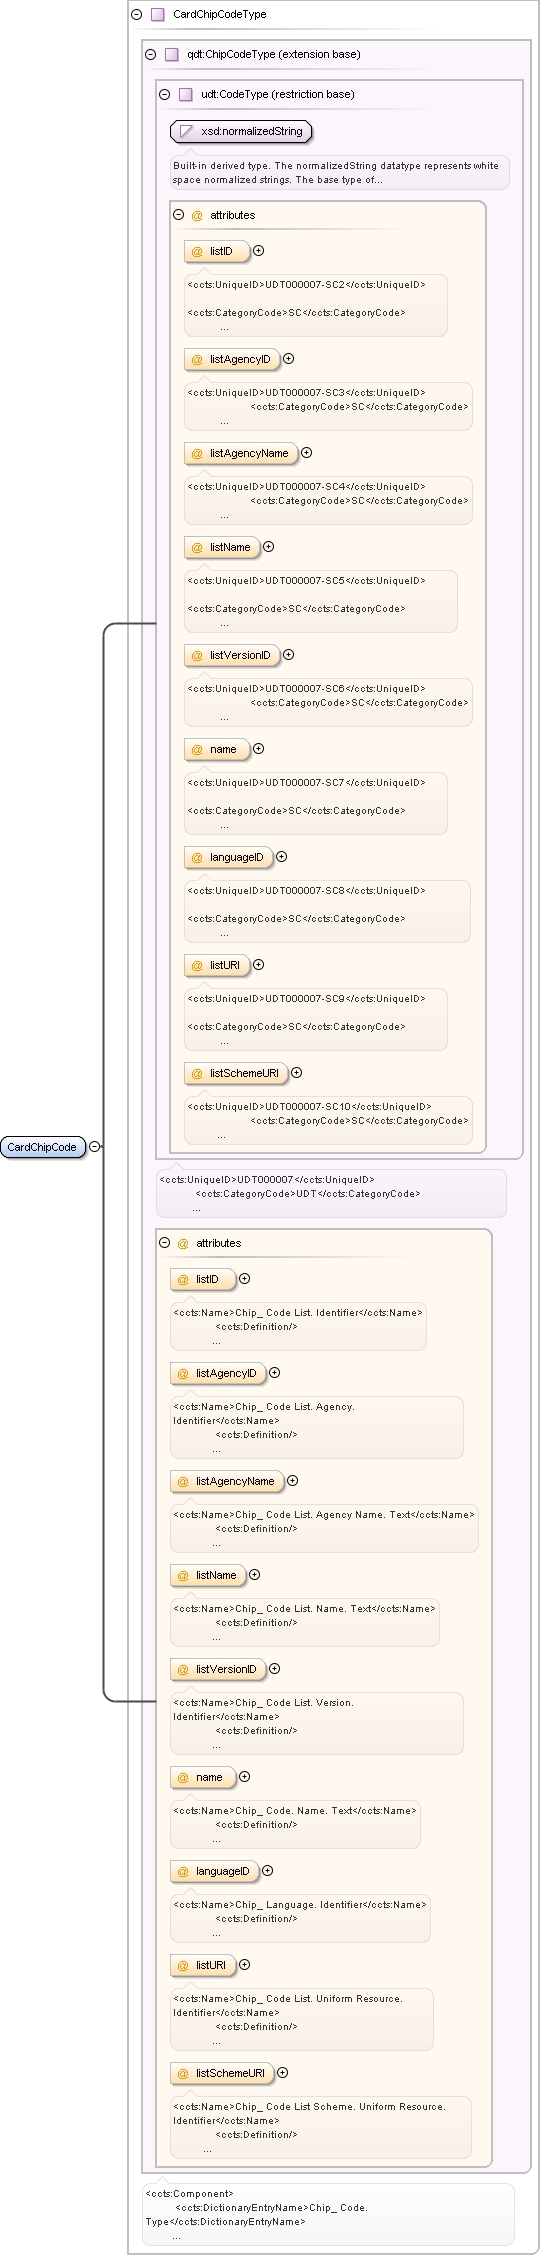 CardChipCodeType
qdt:ChipCodeType (extension base)
udt:CodeType (restriction base)
xsd:normalizedString
Built-in derived type. The normalizedString datatype represents white
space normalized strings. The base type of...
@ attributes
@ listID
<ccts:UniqueID>UDT000007-SC2</ccts:UniqueID>
<ccts:CategoryCode>SC</ccts:CategoryCode>
...
@ listAgencyID
<ccts:UniqueID>UDT000007-SC3</ccts:UniqueID>
<ccts:CategoryCode>SC</ccts:CategoryCode>
...
@ listAgencyName
<ccts:UniqueID>UDT000007-SC4</ccts:UniqueID>
<ccts:CategoryCode>SC</ccts:CategoryCode>
...
@ listName
<ccts:UniqueID>UDT000007-SC5</ccts:UniqueID>
<ccts:CategoryCode>SC</ccts:CategoryCode>
...
@ listVersionID
<ccts:UniqueID>UDT000007-SC6</ccts:UniqueID>
<ccts:CategoryCode>SC</ccts:CategoryCode>
...
@ name
<ccts:UniqueID>UDT000007-SC7</ccts:UniqueID>
<ccts:CategoryCode>SC</ccts:CategoryCode>
...
@ languageID
<ccts:UniqueID>UDT000007-SC8</ccts:UniqueID>
<ccts:CategoryCode>SC</ccts:CategoryCode>
...
@ listURI
<ccts:UniqueID>UDT000007-SC9</ccts:UniqueID>
<ccts:CategoryCode>SC</ccts:CategoryCode>
...
@ listSchemeURI
<ccts:UniqueID>UDT000007-SC10</ccts:UniqueID>
<ccts:CategoryCode>SC</ccts:CategoryCode>
...
CardChipCode
<ccts:UniqueID>UDT000007</ccts:UniqueID>
<ccts:CategoryCode>UDT</ccts:CategoryCode>
...
@ attributes
@ listID
<ccts:Name>Chip_ Code List. Identifier</ccts:Name>
<ccts:Definition/>
...
@ listAgencyID
<ccts:Name>Chip_ Code List. Agency.
Identifier</ccts:Name>
<ccts:Definition/>
...
@ listAgencyName
<ccts:Name>Chip_ Code List. Agency Name. Text</ccts:Name>
<ccts:Definition/>
...
@ listName
<ccts:Name>Chip_ Code List. Name. Text</ccts:Name>
<ccts:Definition/>
...
@ listVersionID
<ccts:Name>Chip_ Code List. Version.
Identifier</ccts:Name>
<ccts:Definition/>
...
@ name
<ccts:Name>Chip_ Code. Name. Text</ccts:Name>
<ccts:Definition/>
...
@ languageID
<ccts:Name>Chip_ Language. Identifier</ccts:Name>
<ccts:Definition/>
...
@ listURI
<ccts:Name>Chip_ Code List. Uniform Resource.
Identifier</ccts:Name>
<ccts:Definition/>
...
@ listSchemeURI
<ccts:Name>Chip_ Code List Scheme. Uniform Resource.
Identifier</ccts:Name>
<ccts:Definition/>
...
<ccts:Component>
<ccts:DictionaryEntryName>Chip_ Code.
Type</ccts:DictionaryEntryName>
...